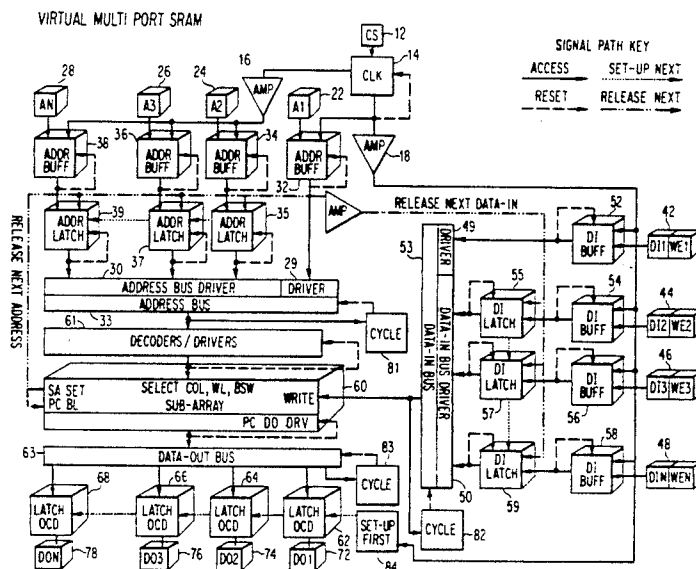 VIRTUAL MULTI PORT SRAM
CS 12
14
CLK
SIGNAL PATH KEY
ACCESS SET-UP NEXT
RESET RELEASE NEXT
28 26 24 16 22
AN A3 A2 AMP A1
18
AMP
ADDR BUFF 38
36 ADDR BUFF
ADDR BUFF 34
32 ADDR BUFF
RELEASE NEXT ADDRESS
ADDR LATCH 39
ADDR LATCH 37
ADDR LATCH 35
AMP
RELEASE NEXT DATA-IN
53 49
DRIVER
DATA-IN BUS
DATA-IN BUS DRIVER
50
52 DI BUFF
42 DI1 WE1
55 DI LATCH
54 DI BUFF
44 DI2 WE2
DI LATCH 57
DI BUFF 56
46 DI3 WE3
DI LATCH 59
58 DI BUFF
48 DIN WEN
30 29
ADDRESS BUS DRIVER DRIVER
ADDRESS BUS
33
61
DECODERS/DRIVERS
CYCLE 81
60
SA SET
PC BL
SELECT COL, WL, BSW
SUB-ARRAY
WRITE
PC DO DRV
63 DATA-OUT BUS
83 CYCLE
CYCLE 82
68 LATCH OCD
66 LATCH OCD
64 LATCH OCD
62 LATCH OCD
SET-UP FIRST 84
DON 78
DO3 76
DO2 74
DO1 72